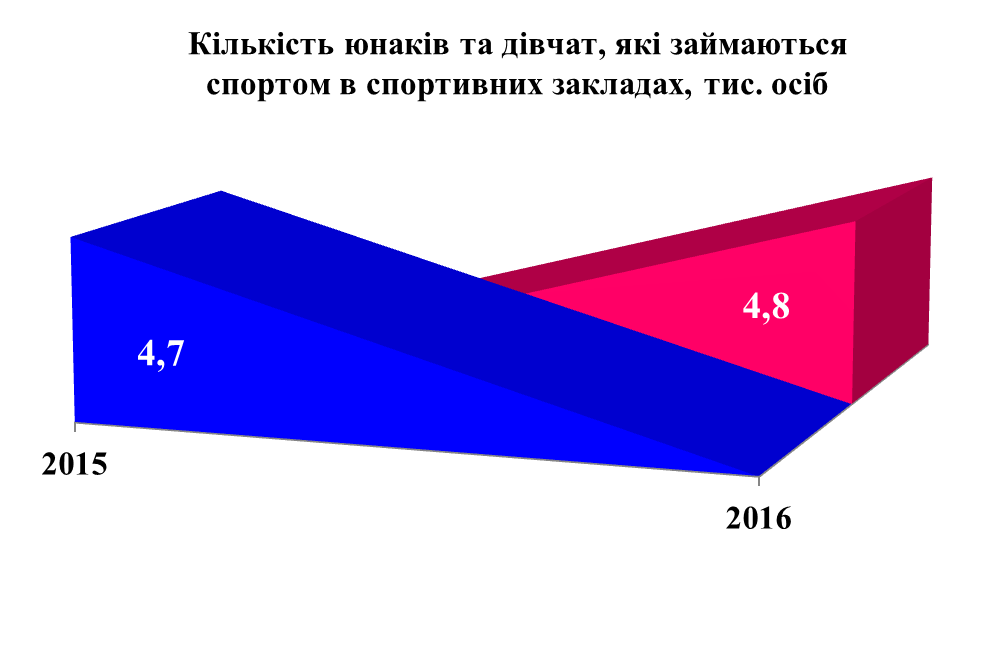 Кількість юнаків та дівчат, які займаються
спортом в спортивних закладах, тис. осіб
4,8
4,7
2015
2016